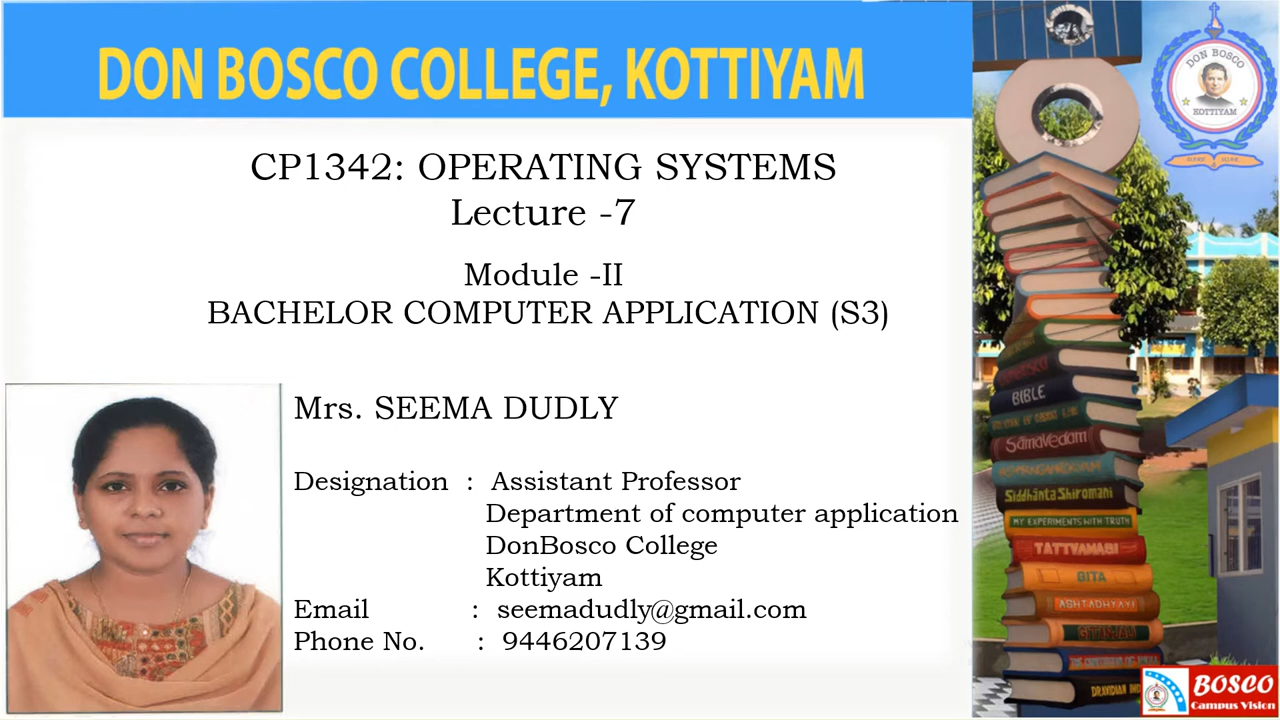 DON BOSCO COLLEGE, KOTTIYAM
CP1342: OPERATING SYSTEMS
Lecture -7
Module -II
BACHELOR COMPUTER APPLICATION (S3)
Mrs. SEEMA DUDLY
Designation : Assistant Professor
Department of computer application
DonBosco College
Kottiyam
Email : seemadudly@gmail.com
Phone No. : 9446207139
DON BOSCO
KOTTIYAM
BIBLE
SamaVedam
Siddhanta Shiromani
MY EXPERIMENTS WITH TRUTH
TATTVAMASI
GITA
ASHTADHYAYI
GITANJALI
BOSCO
Campus Vision